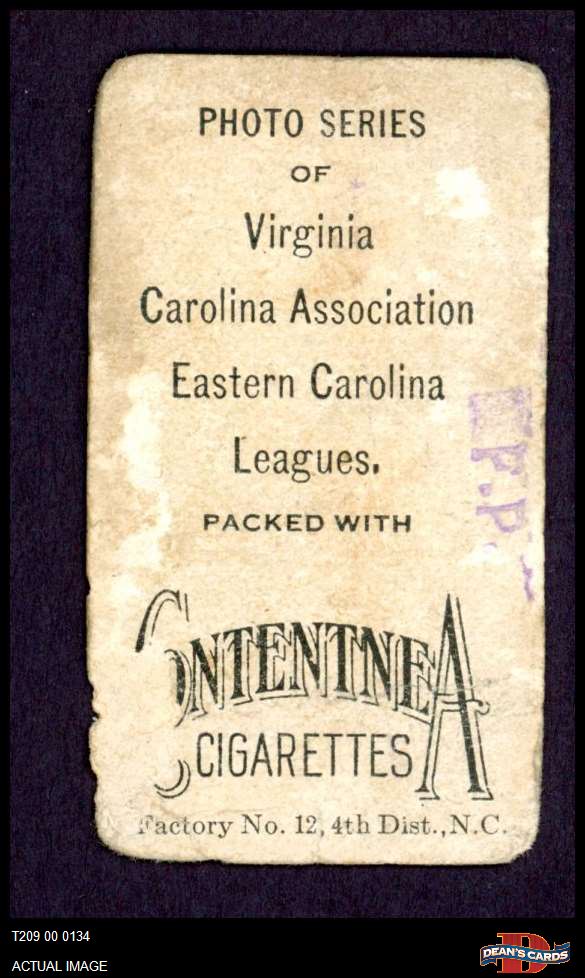 PHOTO SERIES
OF
Virginia
Carolina Association
Eastern Carolina
Leagues.
PACKED WITH
CONTENTNEA
CIGARETTES
Factory No. 12, 4th Dist., N.C.
F.P.
T209 00 0134
ACTUAL IMAGE
D
DEAN'S CARDS